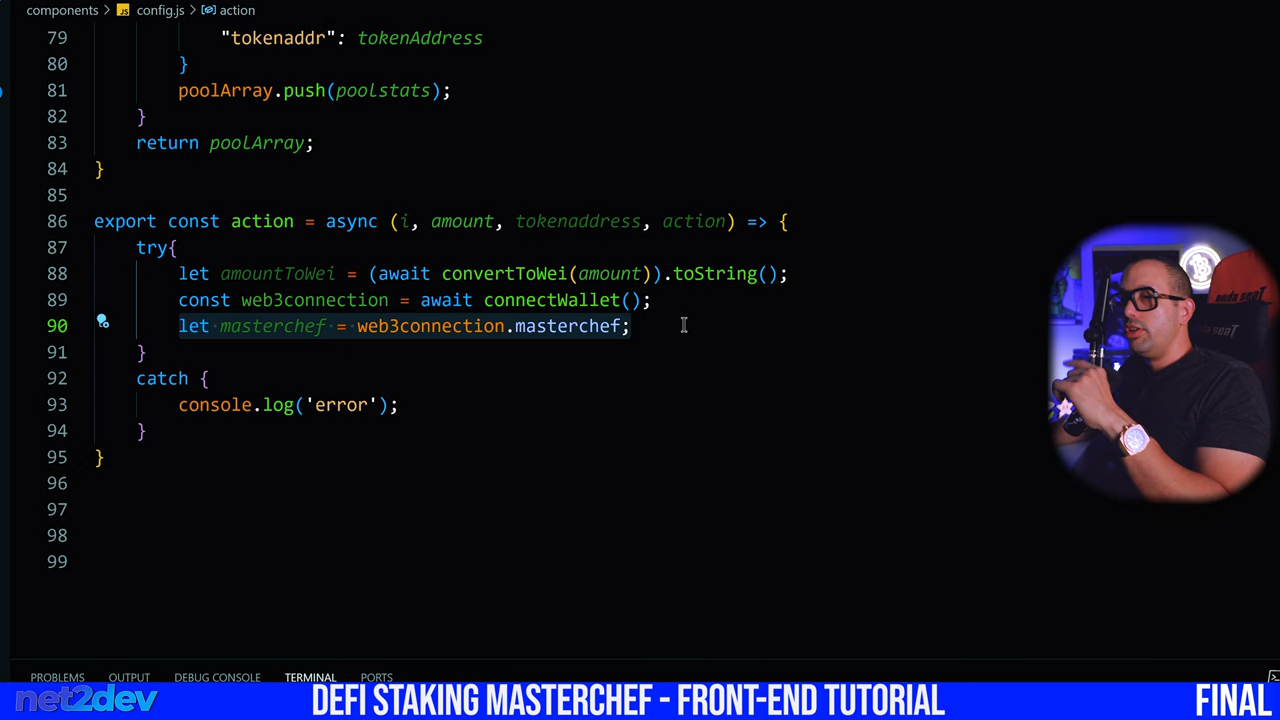 components > JS config.js > action
79 "tokenaddr": tokenAddress
80 }
81 poolArray.push(poolstats);
82 }
83 return poolArray;
84 }
85
86 export const action = async (i, amount, tokenaddress, action) => {
87 try{
88 let amountToWei = (await convertToWei(amount)).toString();
89 const web3connection = await connectWallet();
90 let masterchef = web3connection.masterchef;
91 }
92 catch {
93 console.log('error');
94 }
95 }
96
97
98
99
PROBLEMS OUTPUT DEBUG CONSOLE TERMINAL PORTS
net2dev DEFI STAKING MASTERCHEF - FRONT-END TUTORIAL FINAL